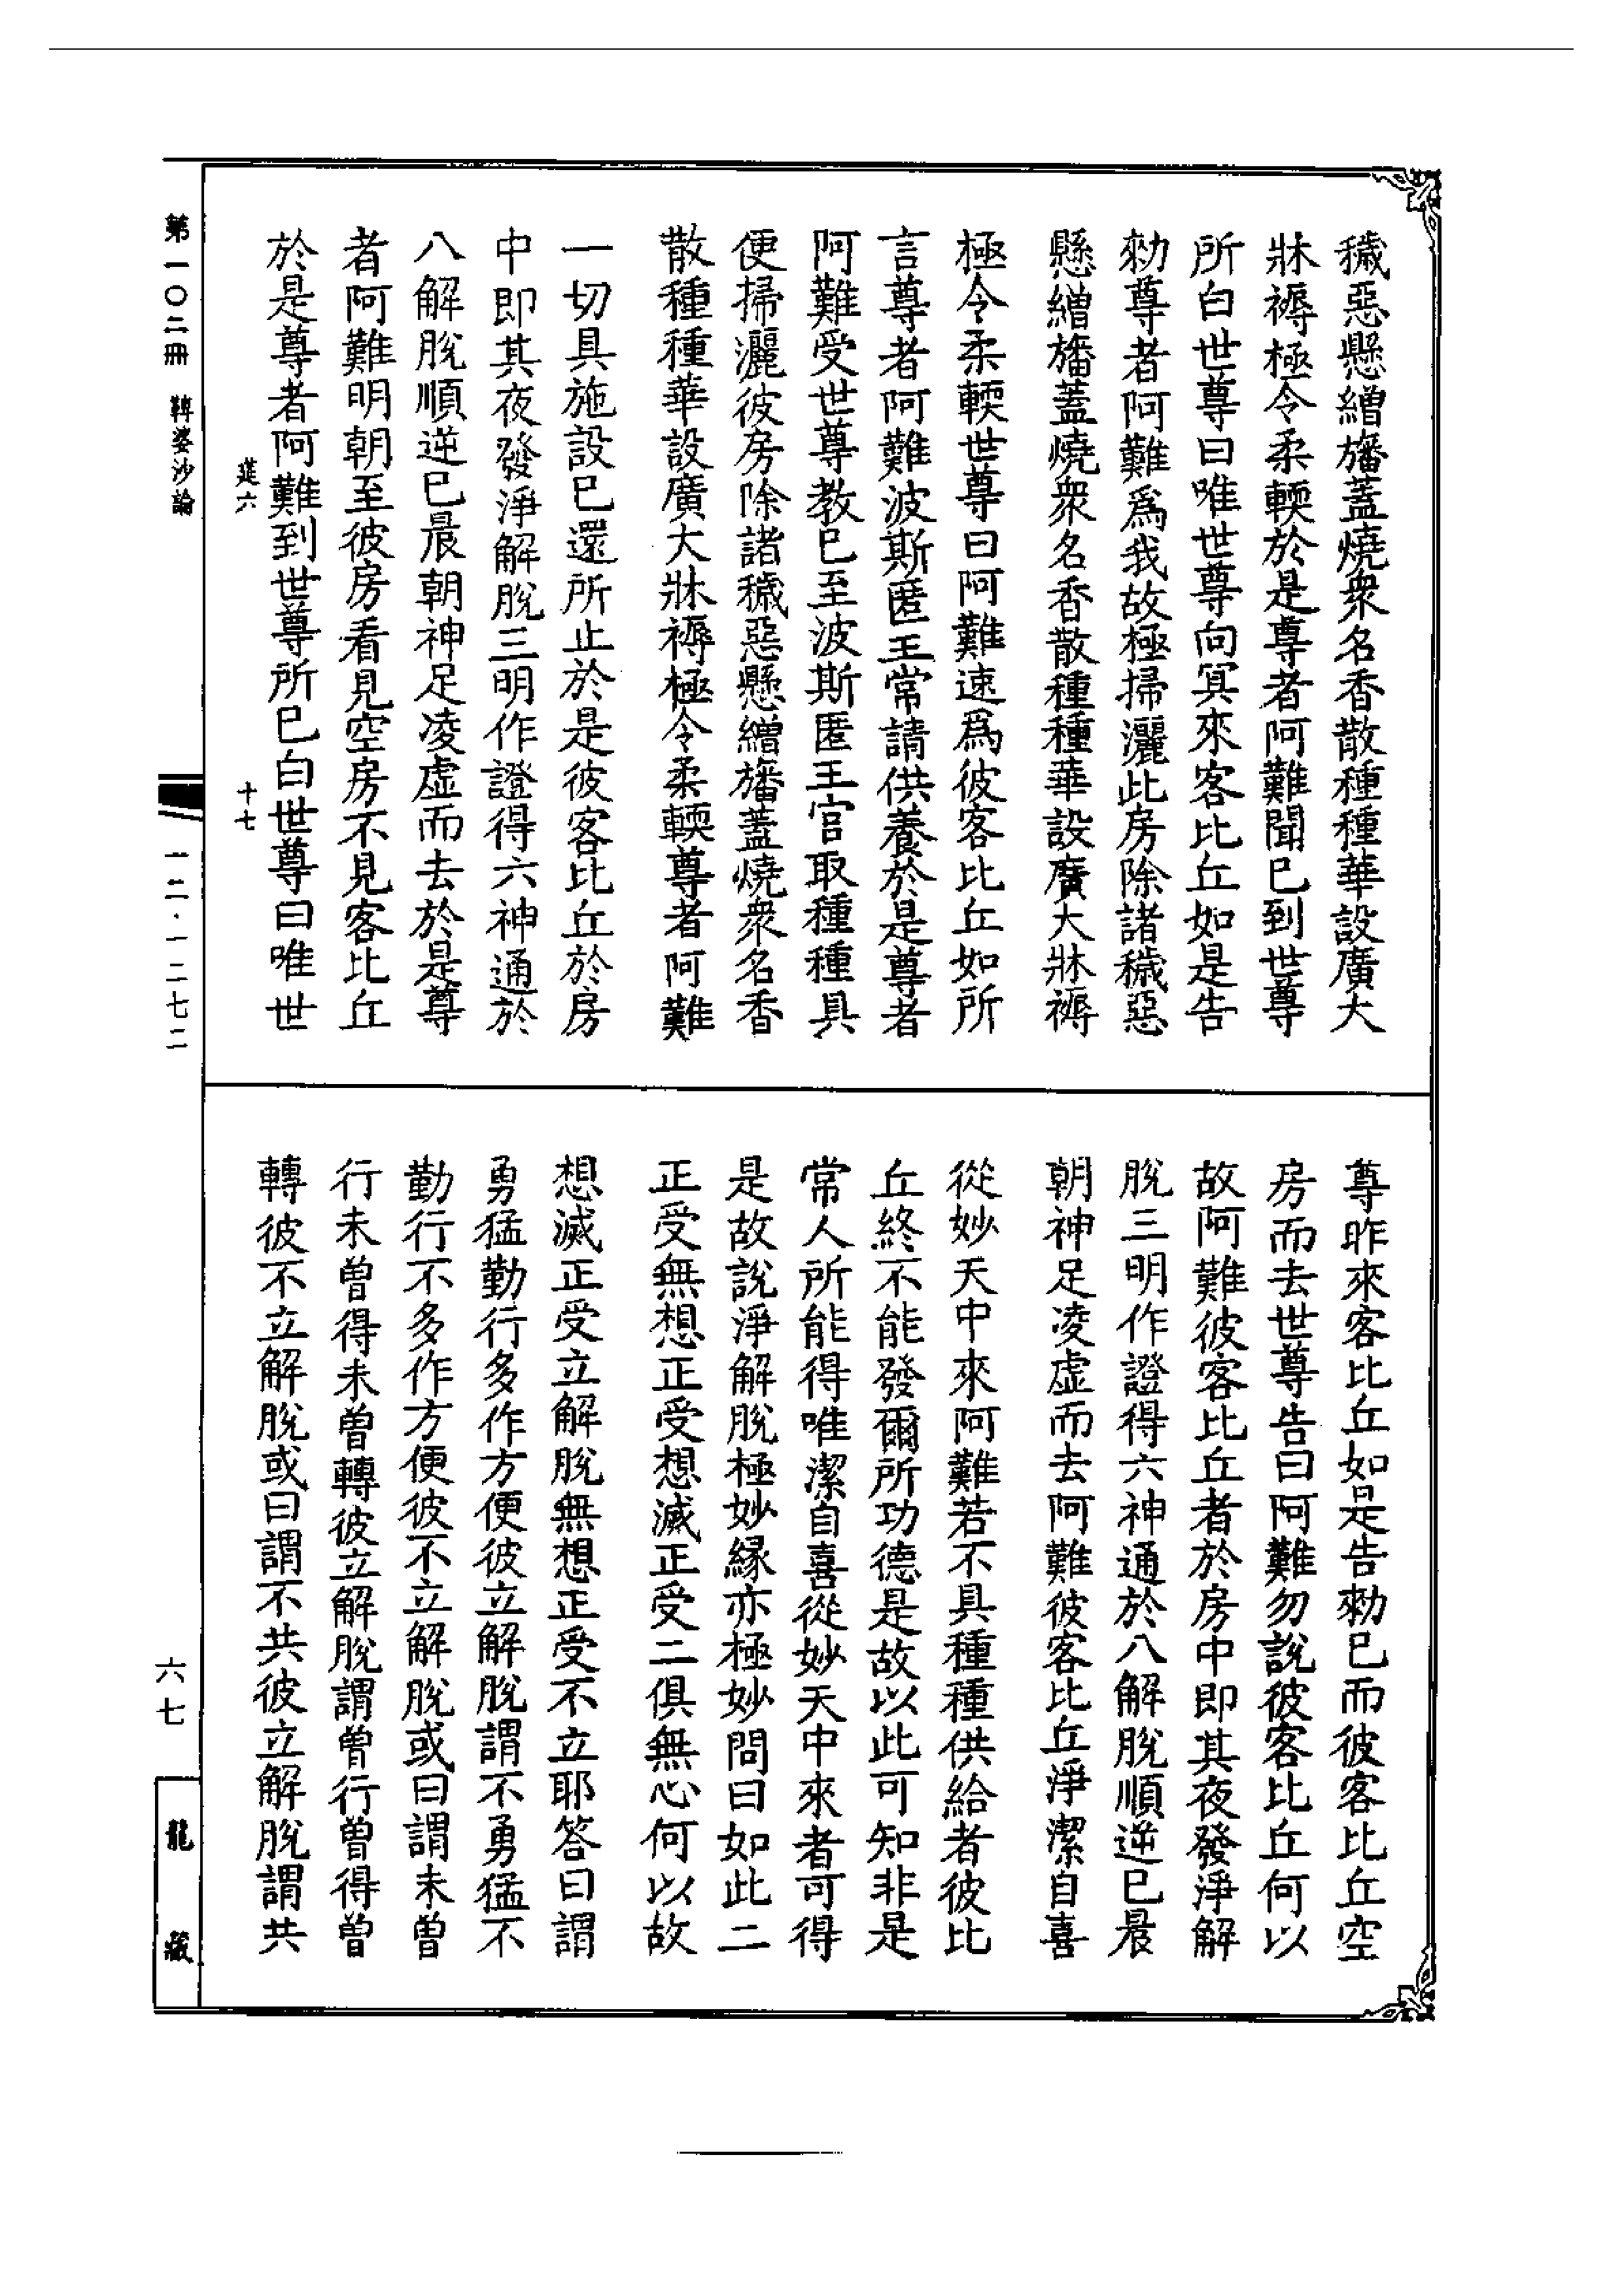 穢惡懸繒旛蓋燒衆名香散種種華設廣大
牀褥極令柔輭於是尊者阿難聞已到世尊
所白世尊曰唯世尊向冥來客比丘如是告
勑尊者阿難爲我故極掃灑此房除諸穢惡
懸繒旛蓋燒衆名香散種種華設廣大牀褥
極令柔輭世尊曰阿難速爲彼客比丘如所
言尊者阿難波斯匿王常請供養於是尊者
阿難受世尊教已至波斯匿王宮取種種具
便掃灑彼房除諸穢惡懸繒旛蓋燒衆名香
散種種華設廣大牀褥極令柔輭尊者阿難
一切具施設已還所止於是彼客比丘於房
中即其夜發淨解脫三明作證得六神通於
八解脫順逆已晨朝神足凌虛而去於是尊
者阿難明朝至彼房看見空房不見客比丘
於是尊者阿難到世尊所已白世尊曰唯世
莛六
十七
尊昨來客比丘如是告勑已而彼客比丘空
房而去世尊告曰阿難勿說彼客比丘何以
故阿難彼客比丘者於房中即其夜發淨解
脫三明作證得六神通於八解脫順逆已晨
朝神足凌虛而去阿難彼客比丘淨潔自喜
從妙天中來阿難若不具種種供給者彼比
丘終不能發爾所功德是故以此可知非是
常人所能得唯潔自喜從妙天中來者可得
是故說淨解脫極妙緣亦極妙問曰如此二
正受無想正受想滅正受二俱無心何以故
想滅正受立解脫無想正受不立耶答曰謂
勇猛勤行多作方便彼立解脫謂不勇猛不
勤行不多作方便彼不立解脫或曰謂未曾
行未曾得未曾轉彼立解脫謂曾行曾得曾
轉彼不立解脫或曰謂不共彼立解脫謂共
第一〇二冊 鞞婆沙論
一二·一二七二
六七
龍藏